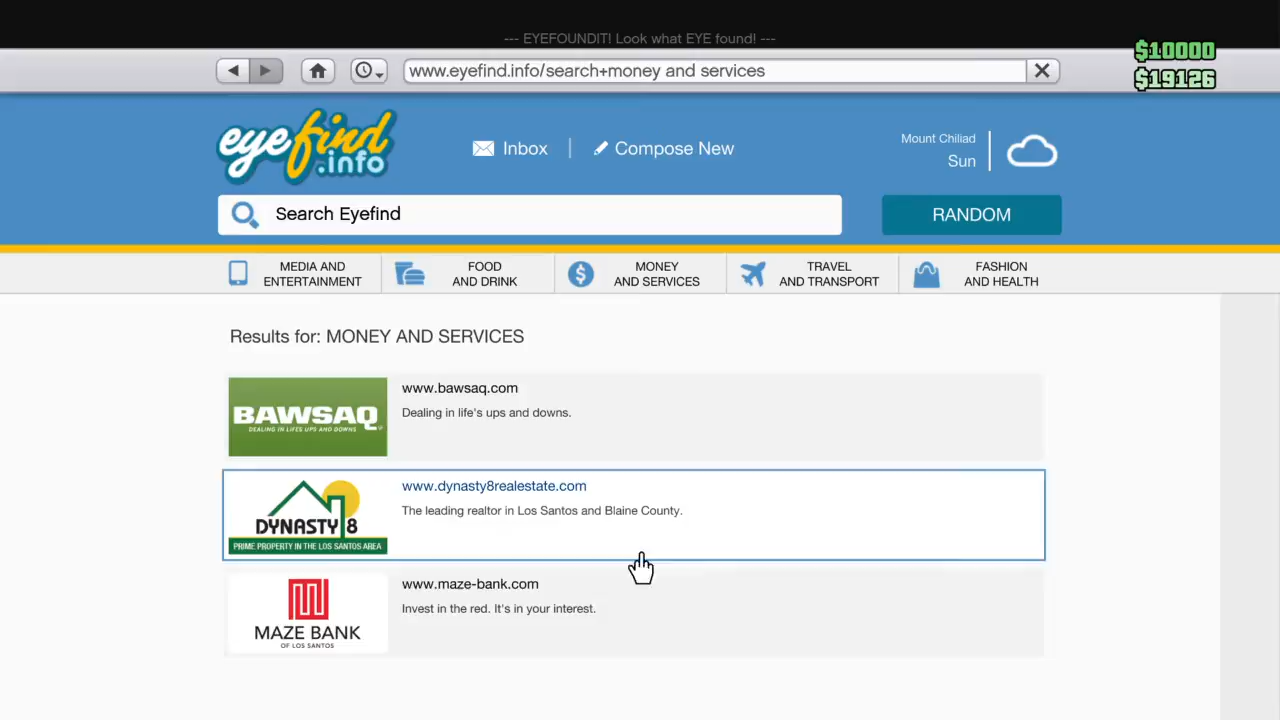 --- EYEFOUNDIT! Look what EYE found! ---
$10000
$19126
www.eyefind.info/search+money and services
eyefind
.info
Inbox
Compose New
Mount Chiliad
Sun
Search Eyefind
RANDOM
MEDIA AND
ENTERTAINMENT
FOOD
AND DRINK
MONEY
AND SERVICES
TRAVEL
AND TRANSPORT
FASHION
AND HEALTH
Results for: MONEY AND SERVICES
BAWSAQ
DEALING IN LIFE'S UPS AND DOWNS
www.bawsaq.com
Dealing in life's ups and downs.
DYNASTY 8
PRIME PROPERTY IN THE LOS SANTOS AREA
www.dynasty8realestate.com
The leading realtor in Los Santos and Blaine County.
MAZE BANK
OF LOS SANTOS
www.maze-bank.com
Invest in the red. It's in your interest.